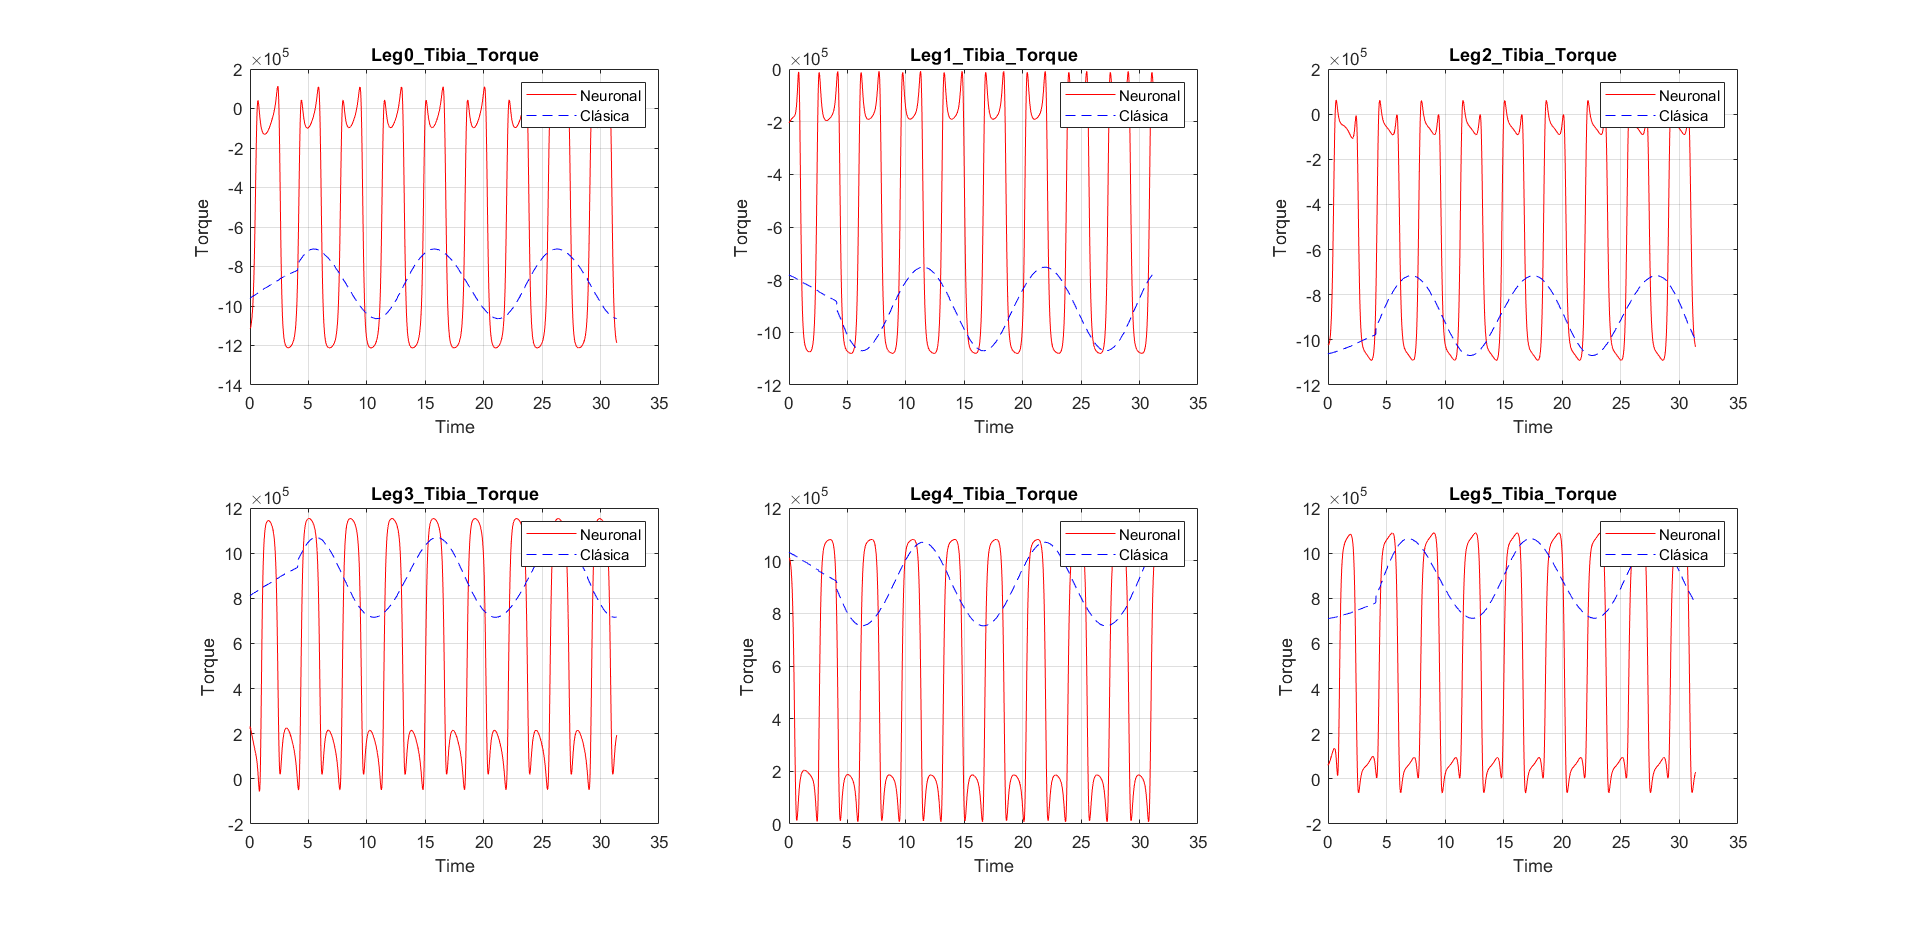 Leg0_Tibia_Torque
×10^5
2
0
-2
-4
-6
-8
-10
-12
-14
Torque
0 5 10 15 20 25 30 35
Time
Neuronal
Clásica
Leg1_Tibia_Torque
×10^5
0
-2
-4
-6
-8
-10
-12
Torque
0 5 10 15 20 25 30 35
Time
Neuronal
Clásica
Leg2_Tibia_Torque
×10^5
2
0
-2
-4
-6
-8
-10
-12
Torque
0 5 10 15 20 25 30 35
Time
Neuronal
Clásica
Leg3_Tibia_Torque
×10^5
12
10
8
6
4
2
0
-2
Torque
0 5 10 15 20 25 30 35
Time
Neuronal
Clásica
Leg4_Tibia_Torque
×10^5
12
10
8
6
4
2
0
Torque
0 5 10 15 20 25 30 35
Time
Neuronal
Clásica
Leg5_Tibia_Torque
×10^5
12
10
8
6
4
2
0
-2
Torque
0 5 10 15 20 25 30 35
Time
Neuronal
Clásica